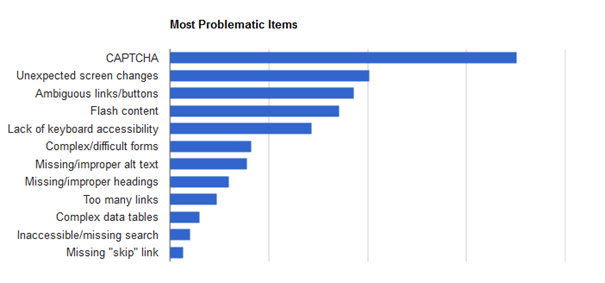 Most Problematic Items
CAPTCHA
Unexpected screen changes
Ambiguous links/buttons
Flash content
Lack of keyboard accessibility
Complex/difficult forms
Missing/improper alt text
Missing/improper headings
Too many links
Complex data tables
Inaccessible/missing search
Missing "skip" link